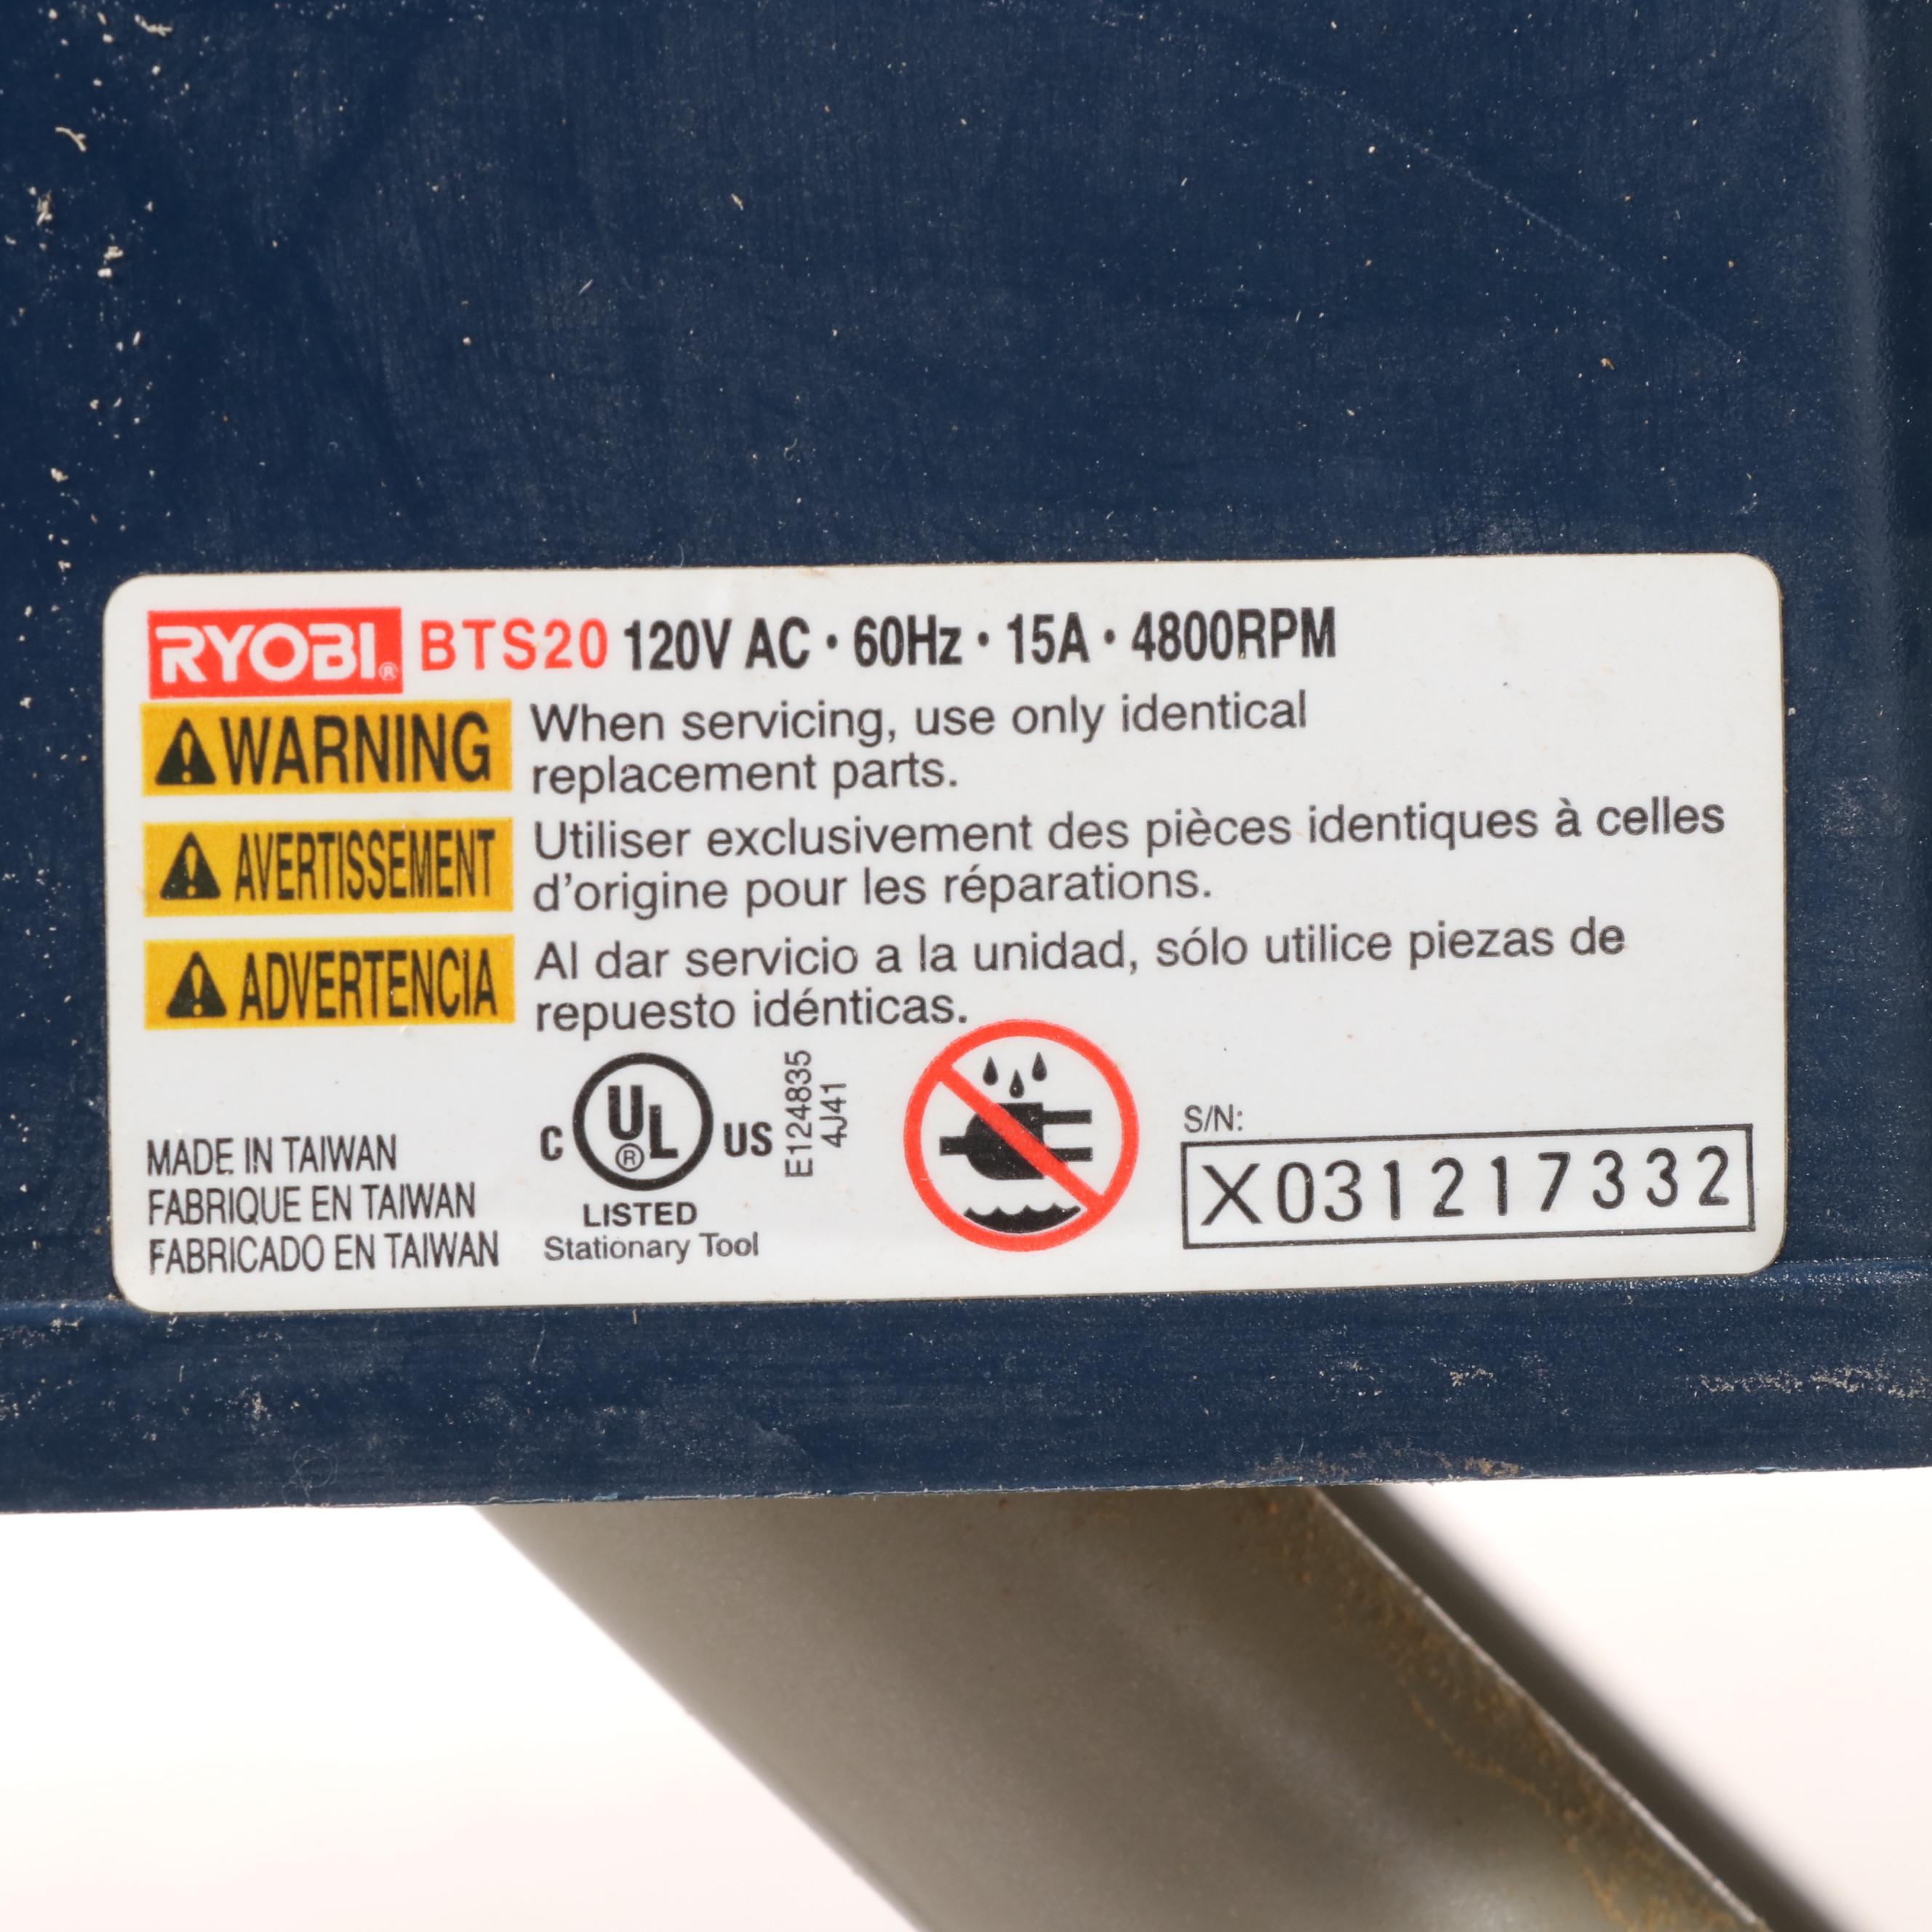 RYOBI® BTS20 120V AC • 60Hz • 15A • 4800RPM
WARNING When servicing, use only identical
replacement parts.
AVERTISSEMENT Utiliser exclusivement des pièces identiques à celles
d'origine pour les réparations.
ADVERTENCIA Al dar servicio a la unidad, sólo utilice piezas de
repuesto idénticas.
MADE IN TAIWAN
FABRIQUE EN TAIWAN
FABRICADO EN TAIWAN
C UL® US
LISTED
Stationary Tool
E124835
4J41
S/N:
X031217332